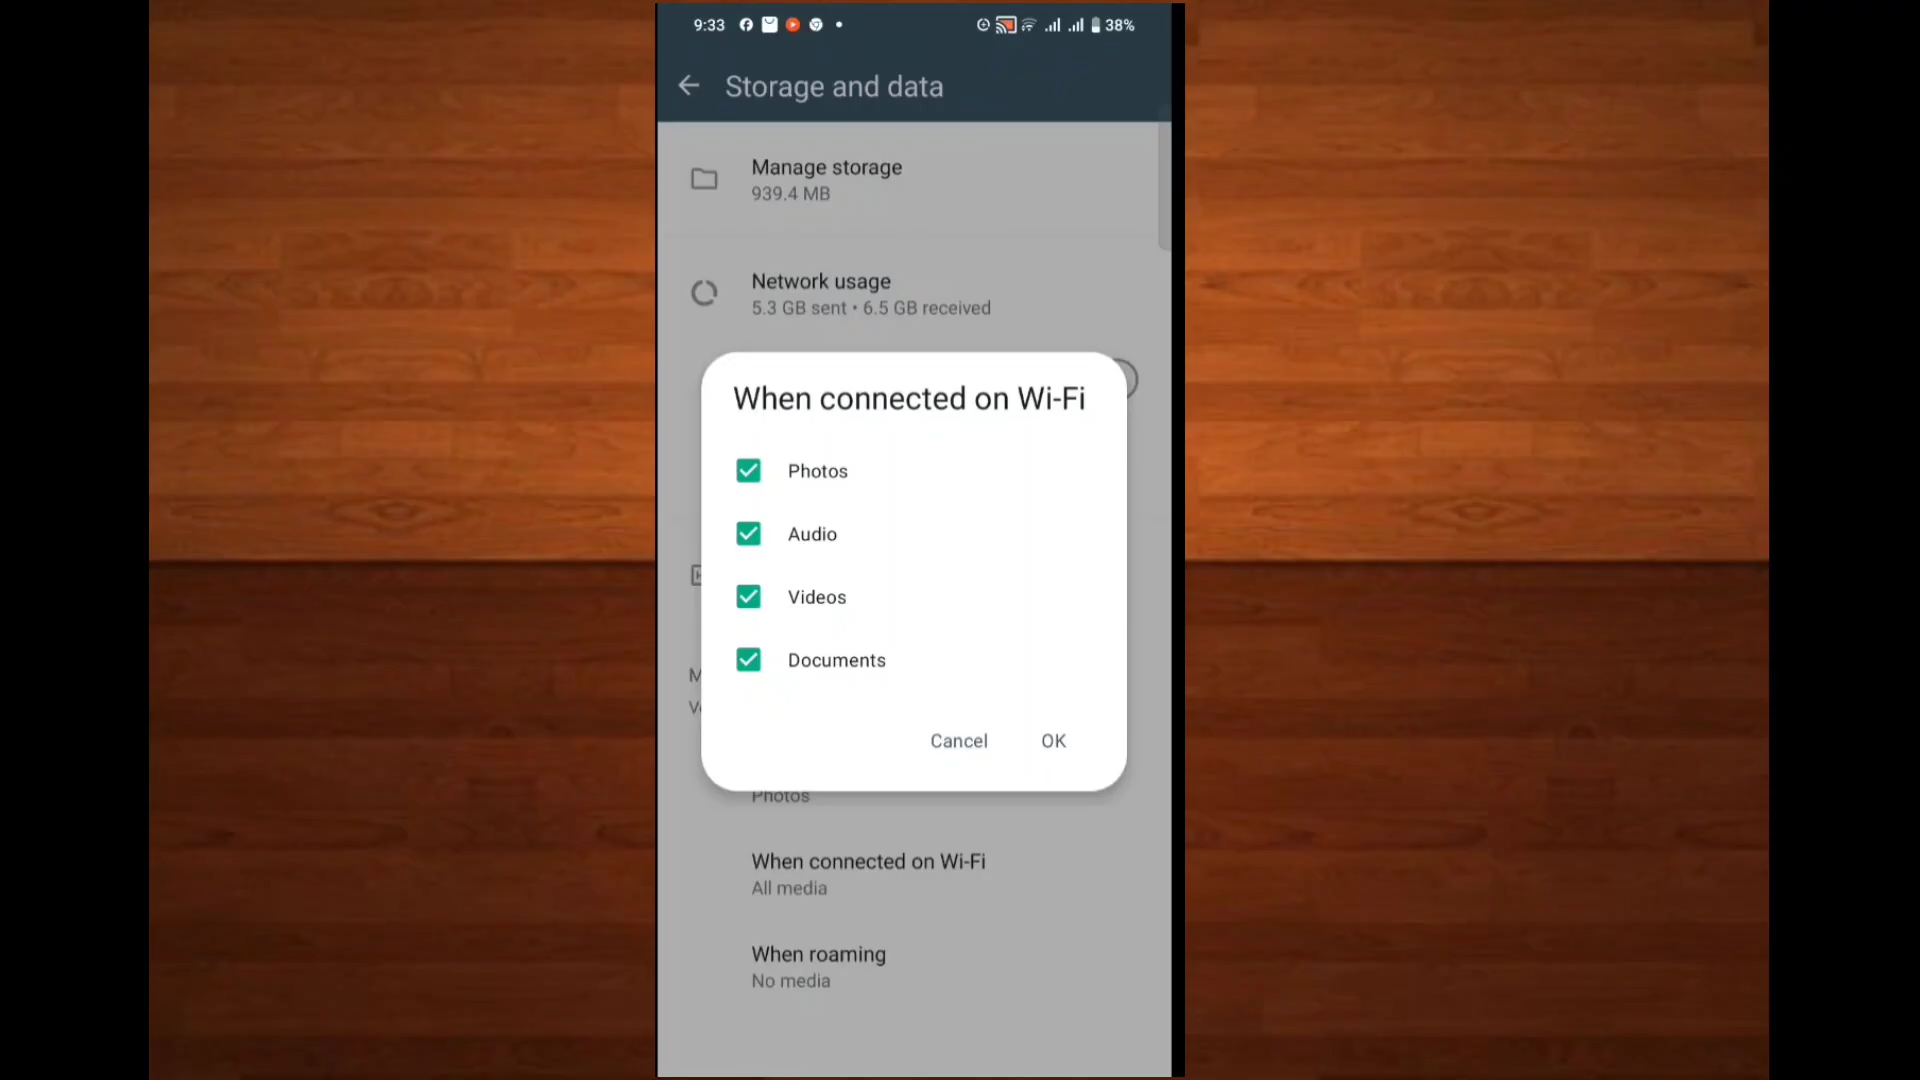 9:33
38%
Storage and data
Manage storage
939.4 MB
Network usage
5.3 GB sent • 6.5 GB received
When connected on Wi-Fi
Photos
Audio
Videos
Documents
Cancel
OK
Photos
When connected on Wi-Fi
All media
When roaming
No media